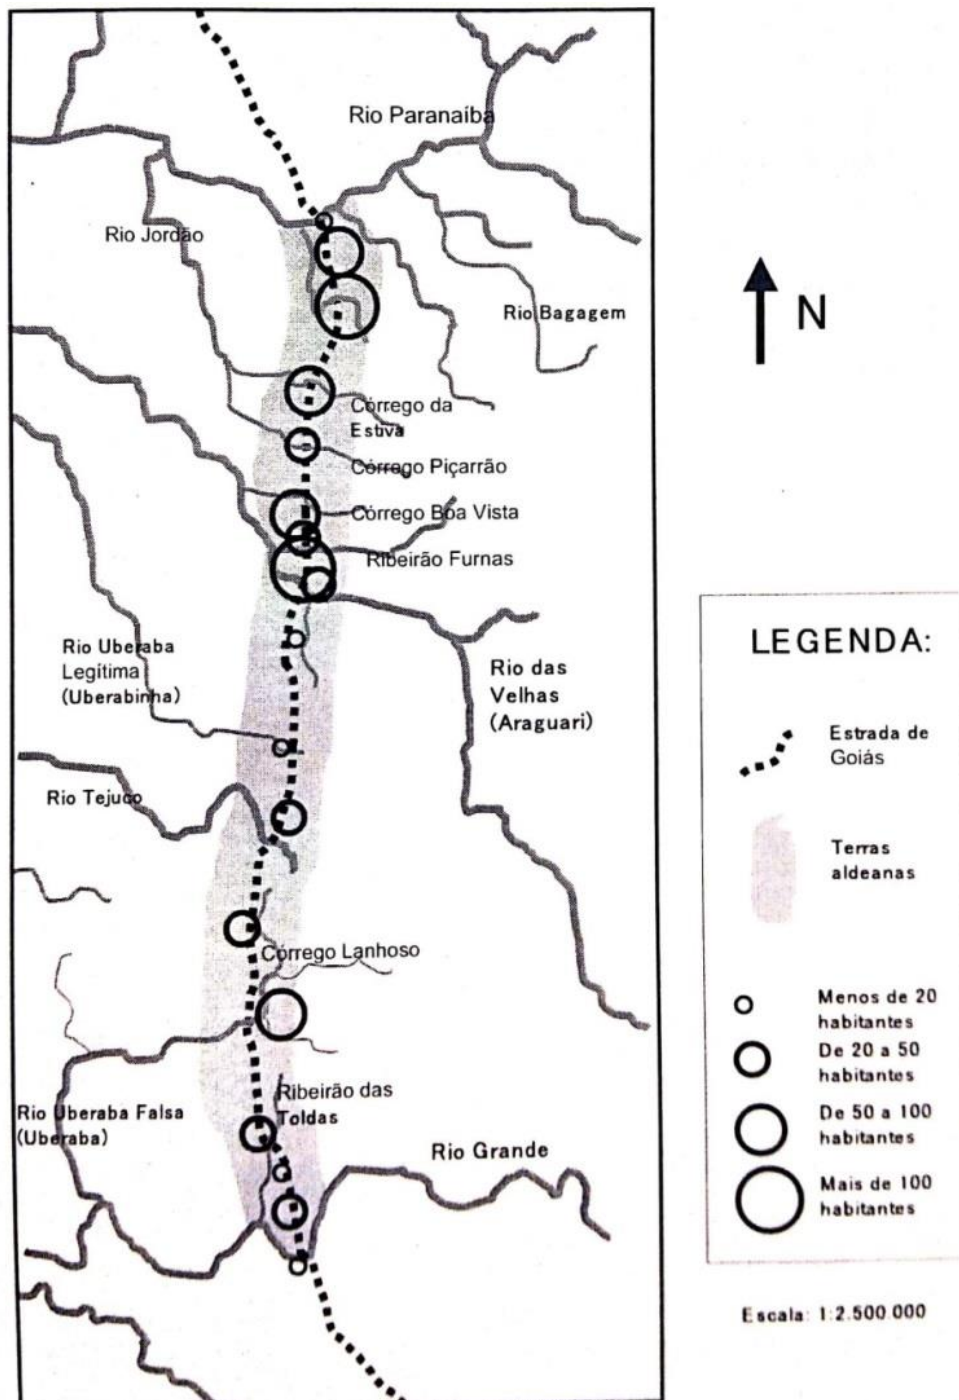 Rio Paranaíba
Rio Jordão
Rio Bagagem
N
Córrego da
Estiva
Córrego Piçarrão
Córrego Boa Vista
Ribeirão Furnas
Rio Uberaba
Legítima
(Uberabinha)
Rio das
Velhas
(Araguari)
Rio Tejuco
Córrego Lanhoso
Ribeirão das
Toldas
Rio Uberaba Falsa
(Uberaba)
Rio Grande
LEGENDA:
Estrada de
Goiás
Terras
aldeanas
Menos de 20
habitantes
De 20 a 50
habitantes
De 50 a 100
habitantes
Mais de 100
habitantes
Escala: 1:2.500.000